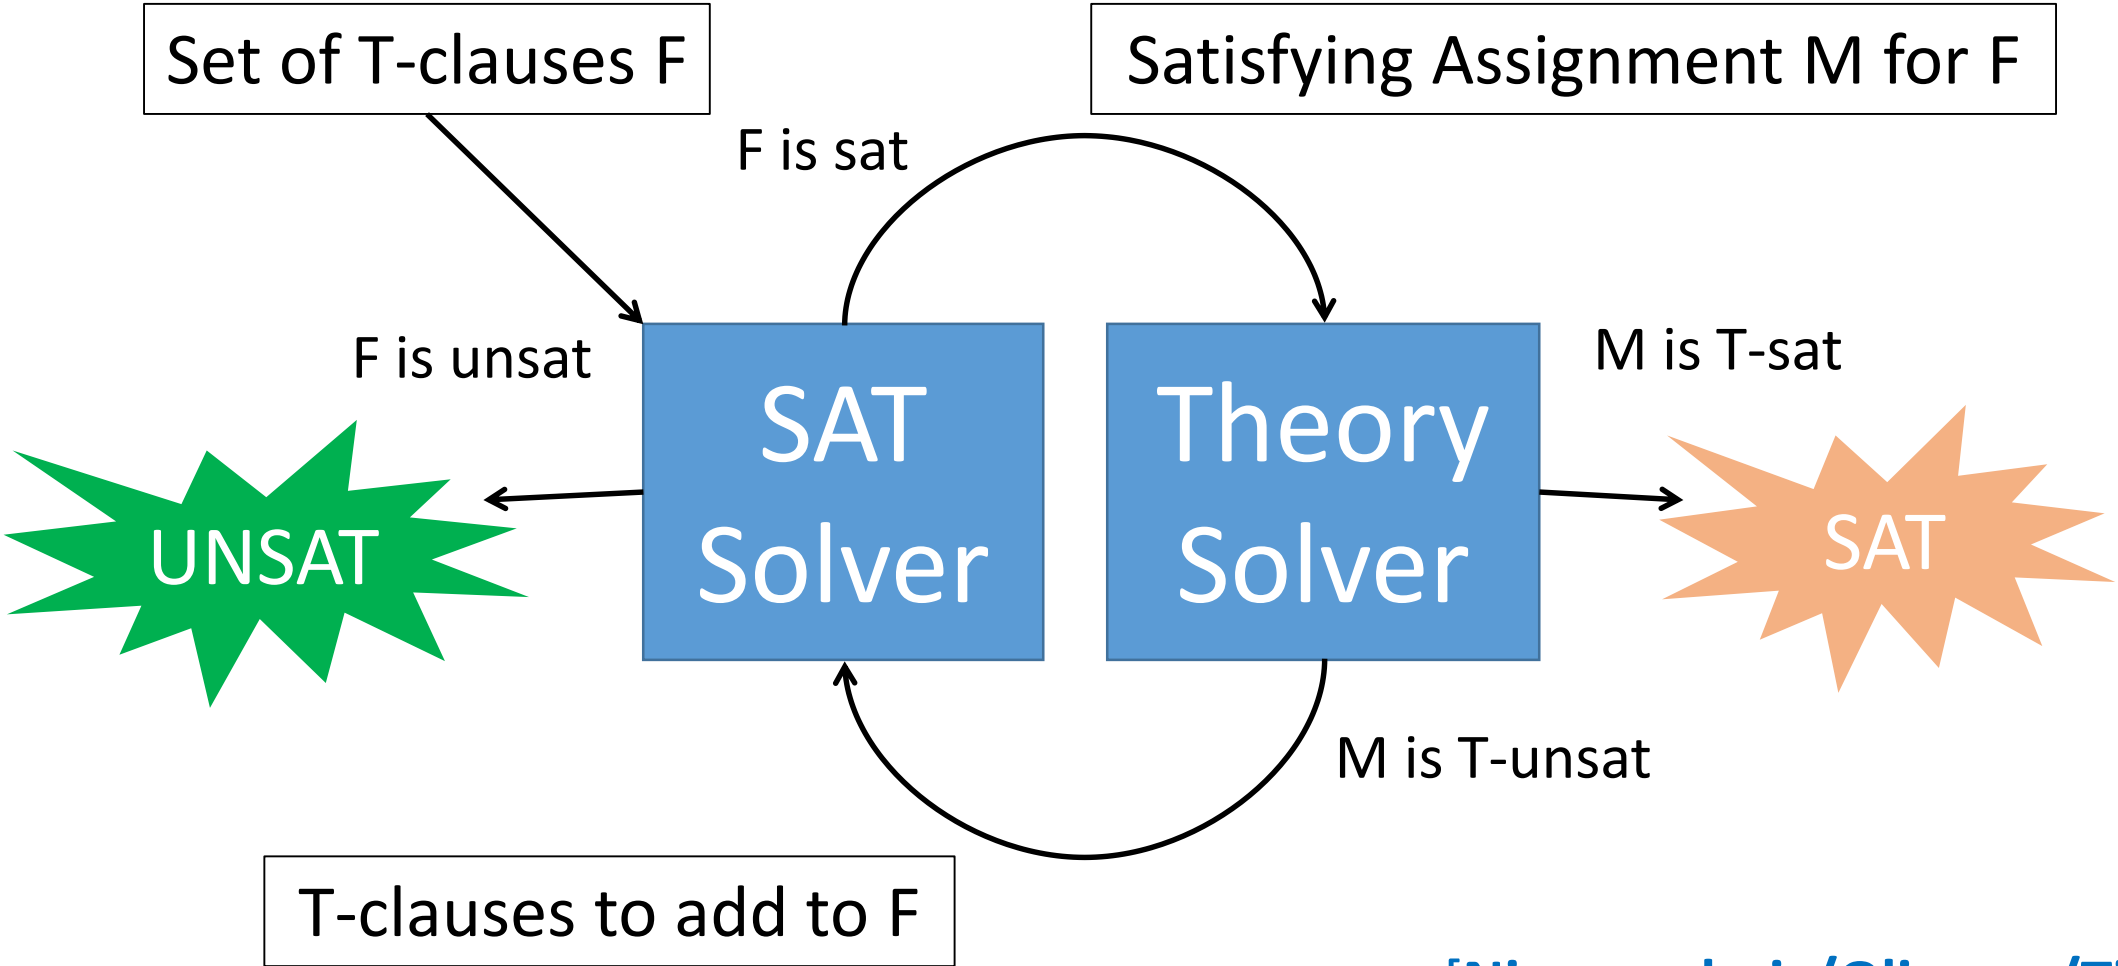 Set of T-clauses F
Satisfying Assignment M for F
F is sat
F is unsat
M is T-sat
SAT
Solver
Theory
Solver
UNSAT
SAT
M is T-unsat
T-clauses to add to F